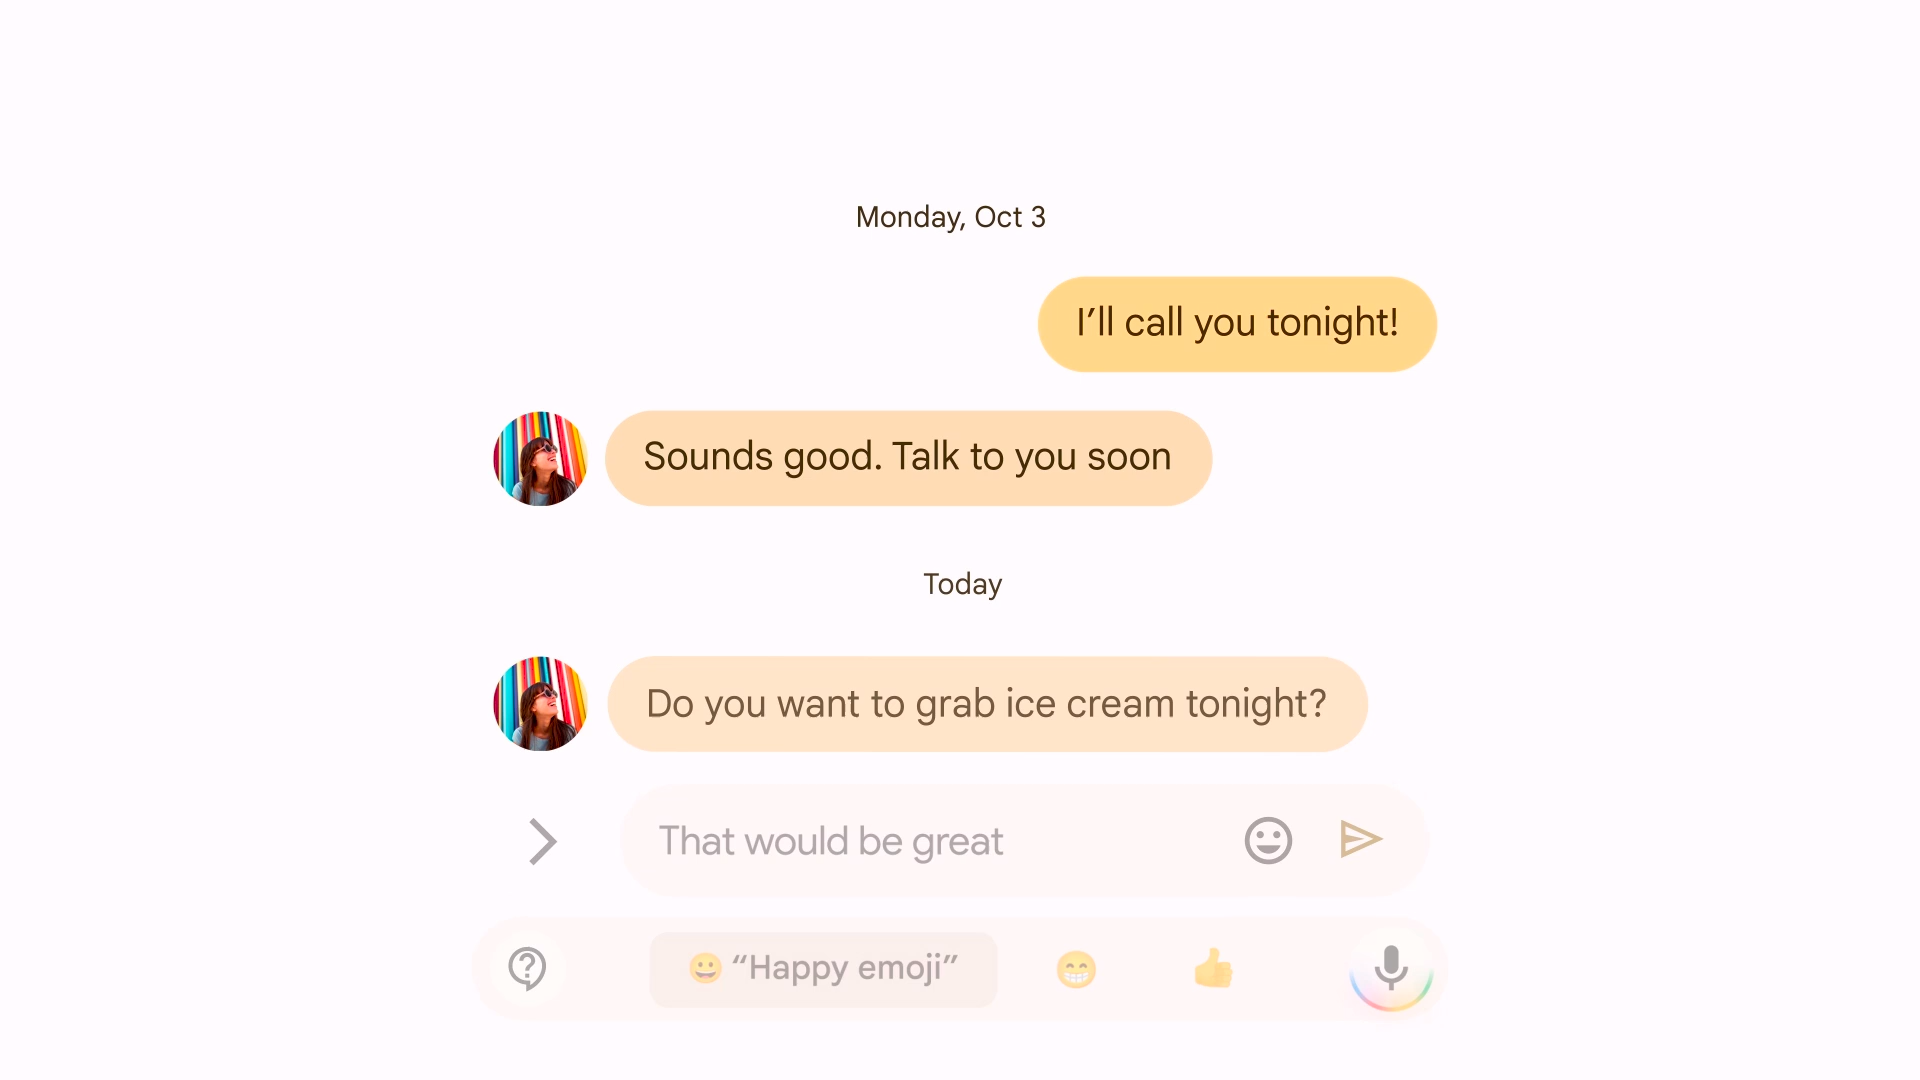 Monday, Oct 3
I’ll call you tonight!
Sounds good. Talk to you soon
Today
Do you want to grab ice cream tonight?
That would be great
😀 “Happy emoji” 😁 👍